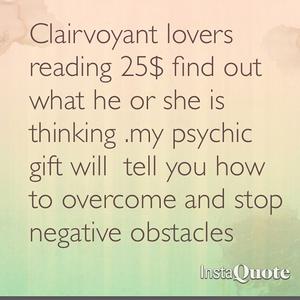 Clairvoyant lovers
reading 25$ find out
what he or she is
thinking .my psychic
gift will  tell you how
to overcome and stop
negative obstacles
InstaQuote